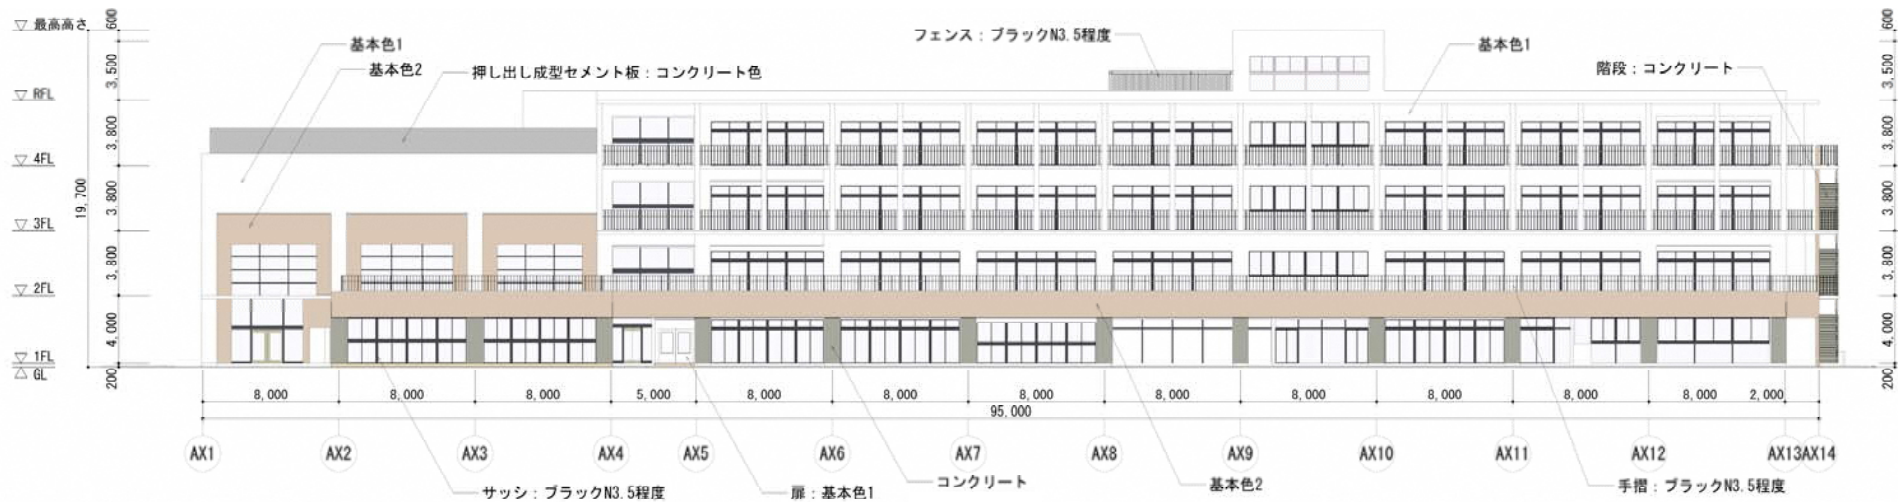 ▽ 最高高さ
▽ RFL
▽ 4FL
▽ 3FL
▽ 2FL
▽ 1FL
△ GL
19,700
600
3,500
3,800
3,800
3,800
4,000
200
基本色1
基本色2
押し出し成型セメント板：コンクリート色
フェンス：ブラックN3.5程度
基本色1
階段：コンクリート
600
3,500
3,800
3,800
3,800
4,000
200
8,000 8,000 8,000 5,000 8,000 8,000 8,000 8,000 8,000 8,000 8,000 8,000 2,000
95,000
AX1 AX2 AX3 AX4 AX5 AX6 AX7 AX8 AX9 AX10 AX11 AX12 AX13 AX14
サッシ：ブラックN3.5程度
扉：基本色1
コンクリート
基本色2
手摺：ブラックN3.5程度